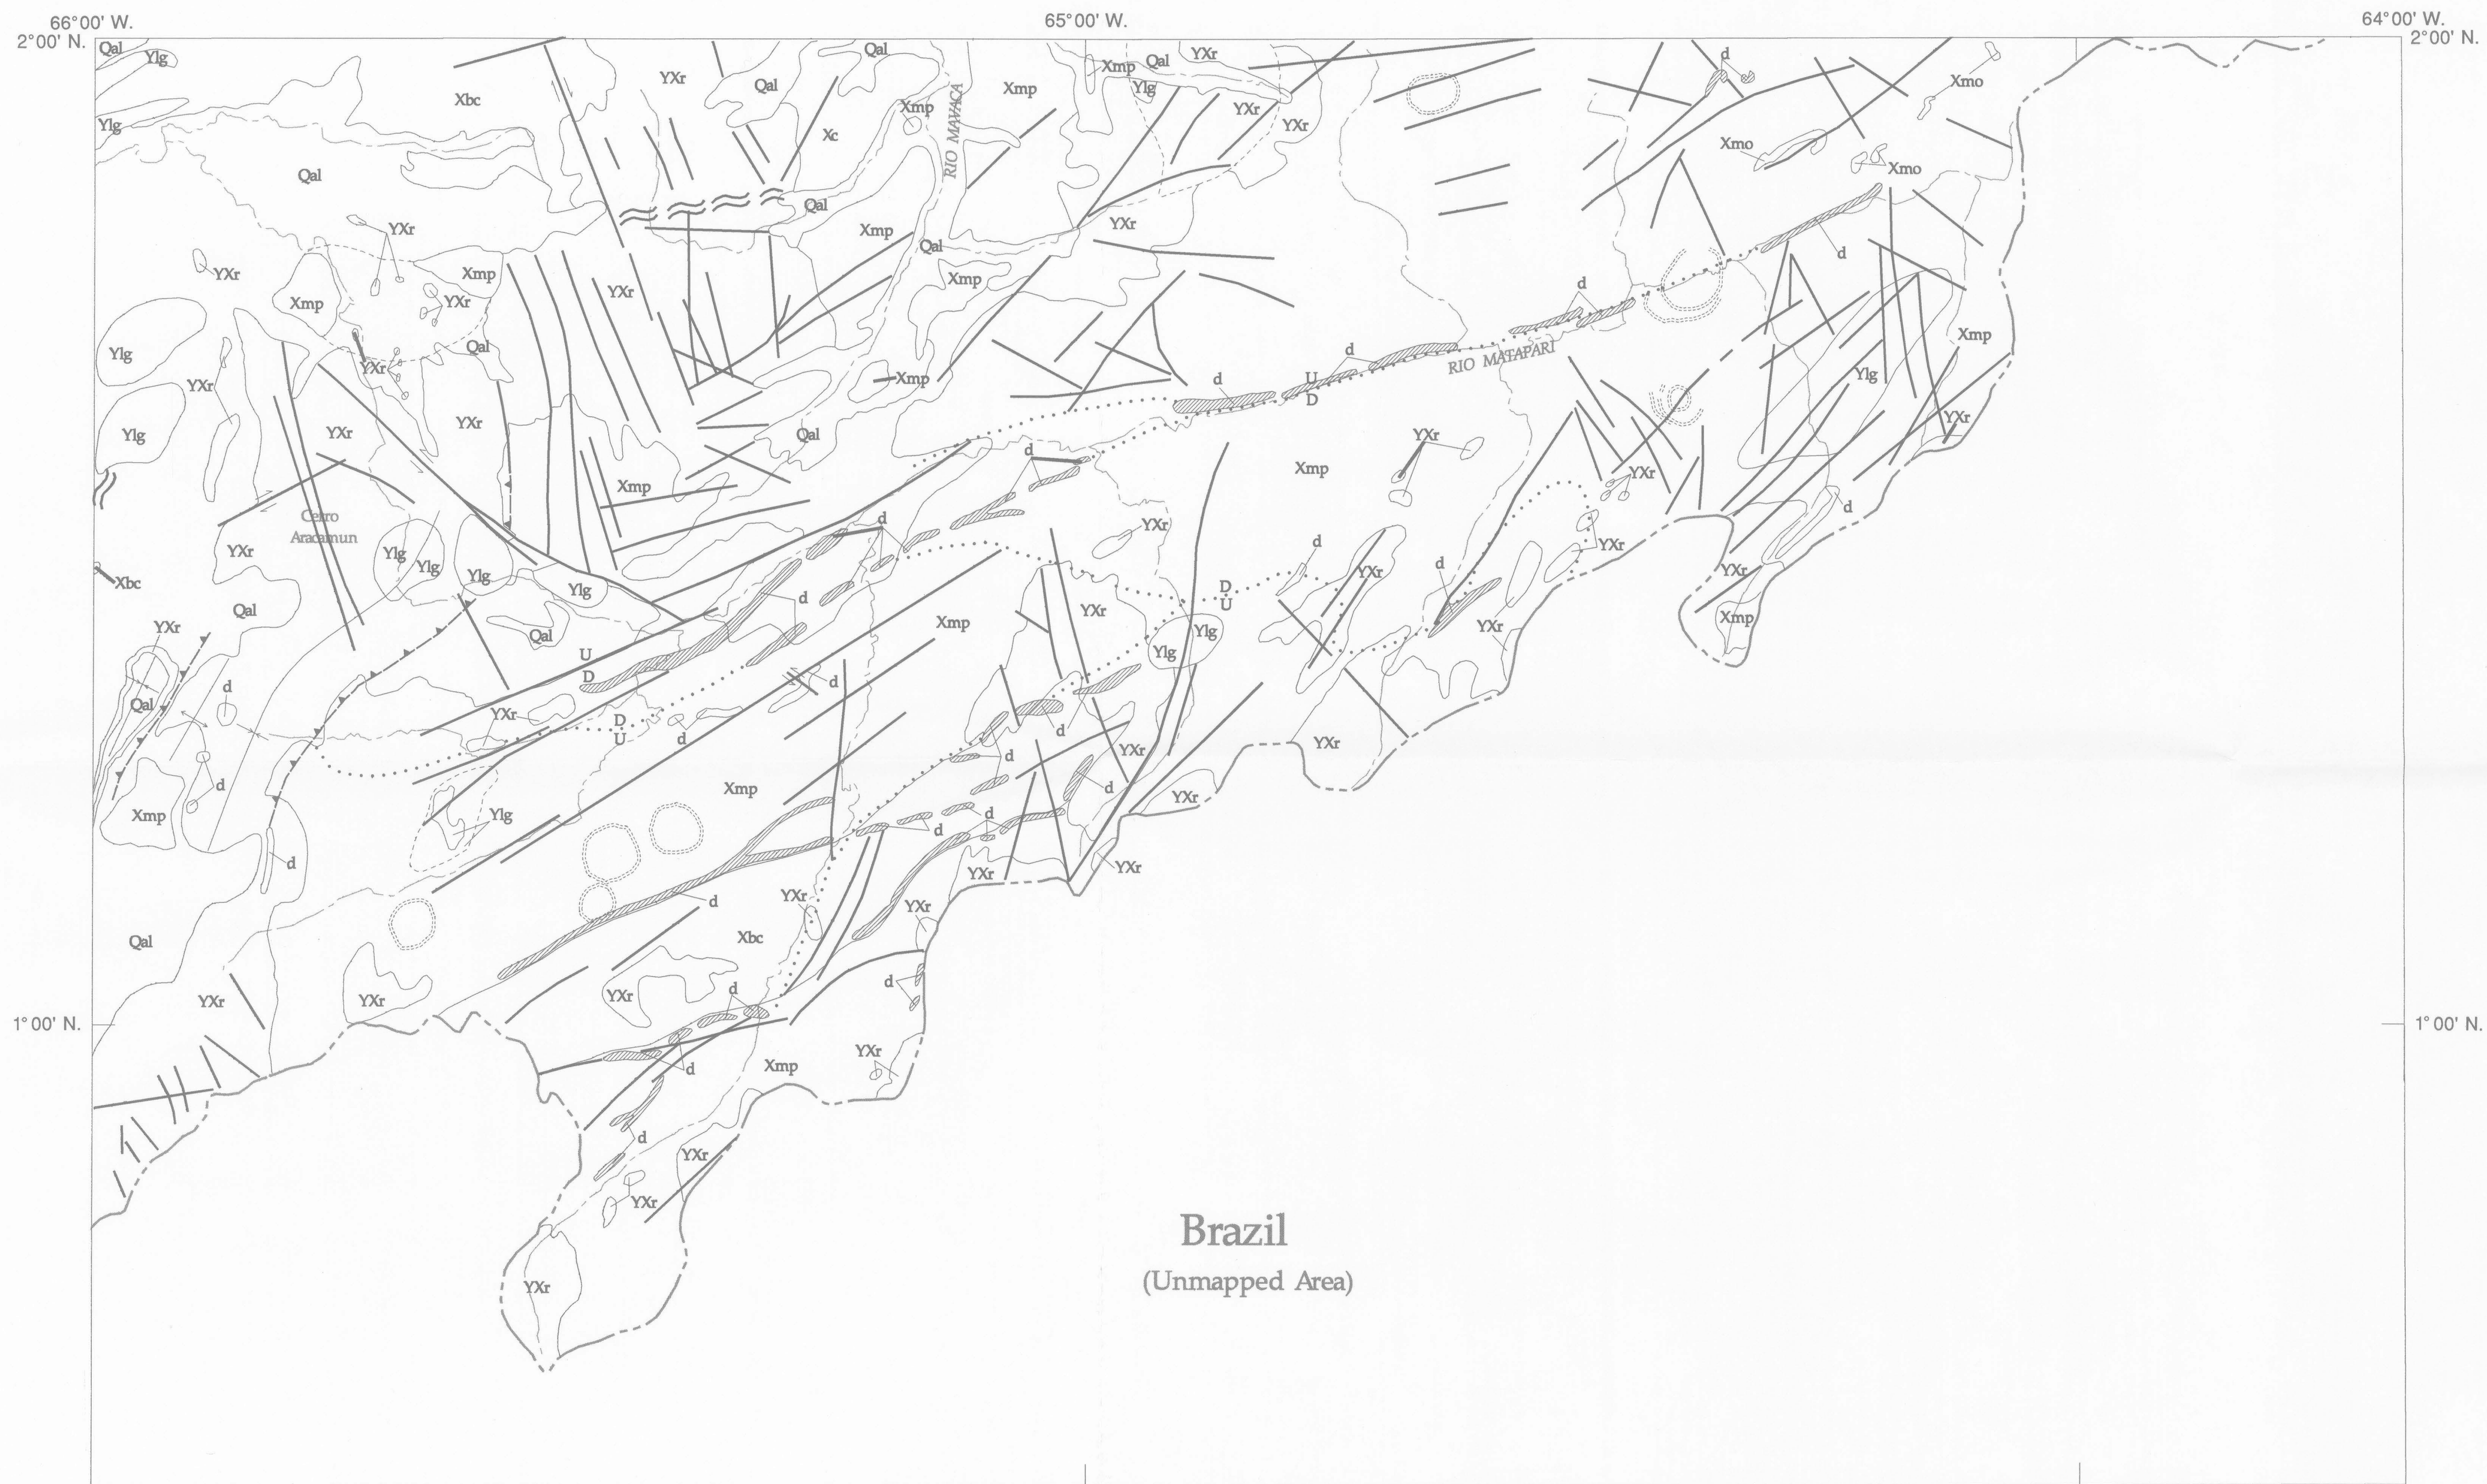 66°00' W.
65°00' W.
64°00' W.
2°00' N.
2°00' N.
Qal
Ylg
Qal
Qal
YXr
Xmp
YXr
Qal
d
Xbc
YXr
Qal
Xmp
Ylg
Xmo
Xmp
Ylg
Xc
RIO MAVACA
YXr
YXr
Xmo
Xmo
Qal
Qal
YXr
Xmp
Qal
YXr
d
YXr
Xmp
Xmp
YXr
Xmp
YXr
d
Xmp
Ylg
Qal
YXr
YXr
Xmp
d
d
U
D
RIO MATAPARI
Ylg
YXr
Ylg
YXr
YXr
Qal
d
YXr
Xmp
YXr
Xmp
d
Cerro
Aracamun
d
YXr
YXr
YXr
Ylg
Ylg
Ylg
Ylg
d
d
YXr
YXr
Xbc
Qal
YXr
Qal
d
Xmp
YXr
D
U
Ylg
Ylg
YXr
Xmp
U
D
d
Qal
d
YXr
D
U
d
d
YXr
YXr
d
d
Xmp
d
Ylg
Xmp
d
YXr
d
d
d
YXr
YXr
YXr
d
YXr
Qal
Xbc
YXr
YXr
YXr
d
d
1°00' N.
1°00' N.
YXr
Xmp
d
d
YXr
YXr
YXr
Brazil
(Unmapped Area)